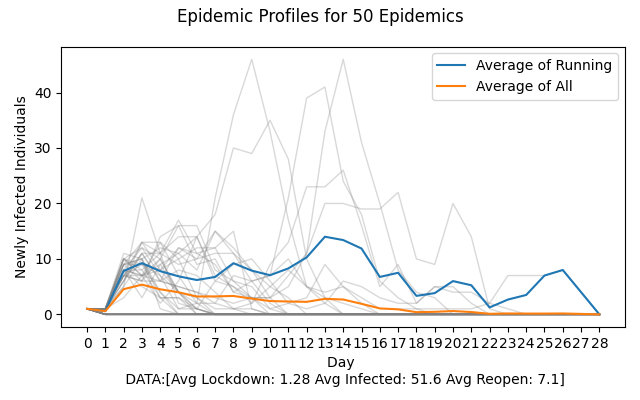 Epidemic Profiles for 50 Epidemics
Average of Running
Average of All
Newly Infected Individuals
40
30
20
10
0
0 1 2 3 4 5 6 7 8 9 10 11 12 13 14 15 16 17 18 19 20 21 22 23 24 25 26 27 28
Day
DATA:[Avg Lockdown: 1.28 Avg Infected: 51.6 Avg Reopen: 7.1]